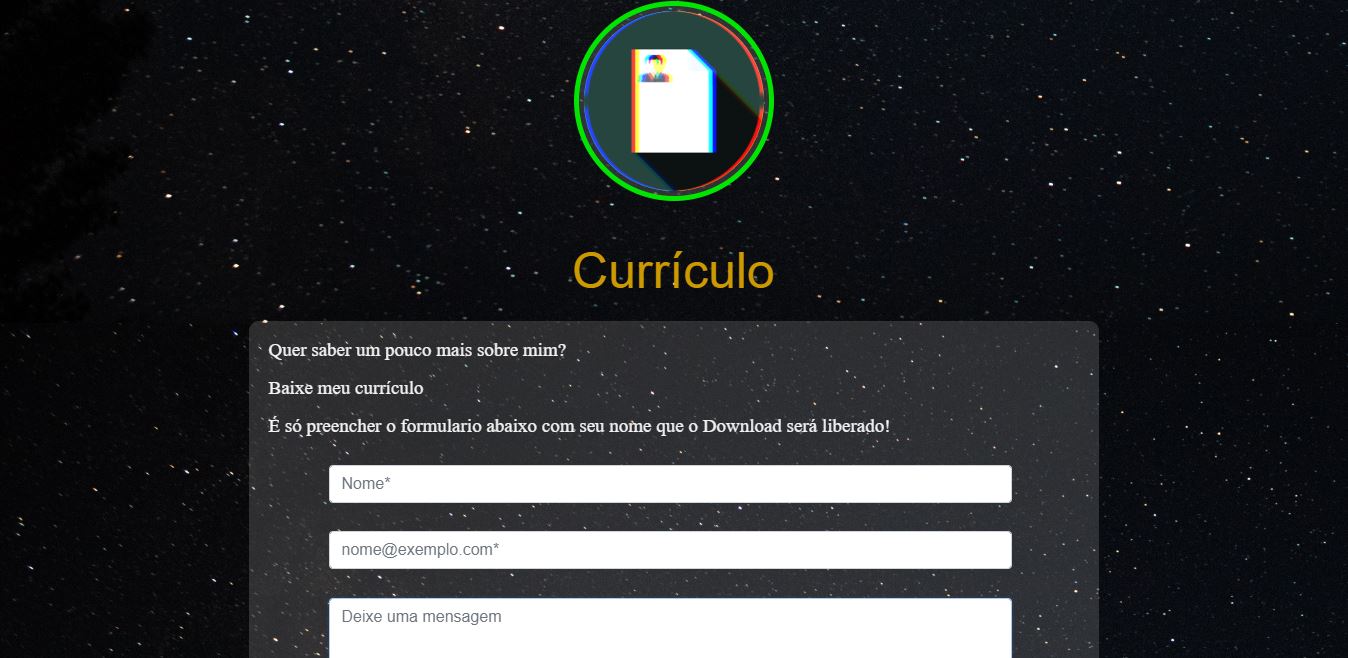 Currículo
Quer saber um pouco mais sobre mim?
Baixe meu currículo
É só preencher o formulario abaixo com seu nome que o Download será liberado!
Nome*
nome@exemplo.com*
Deixe uma mensagem